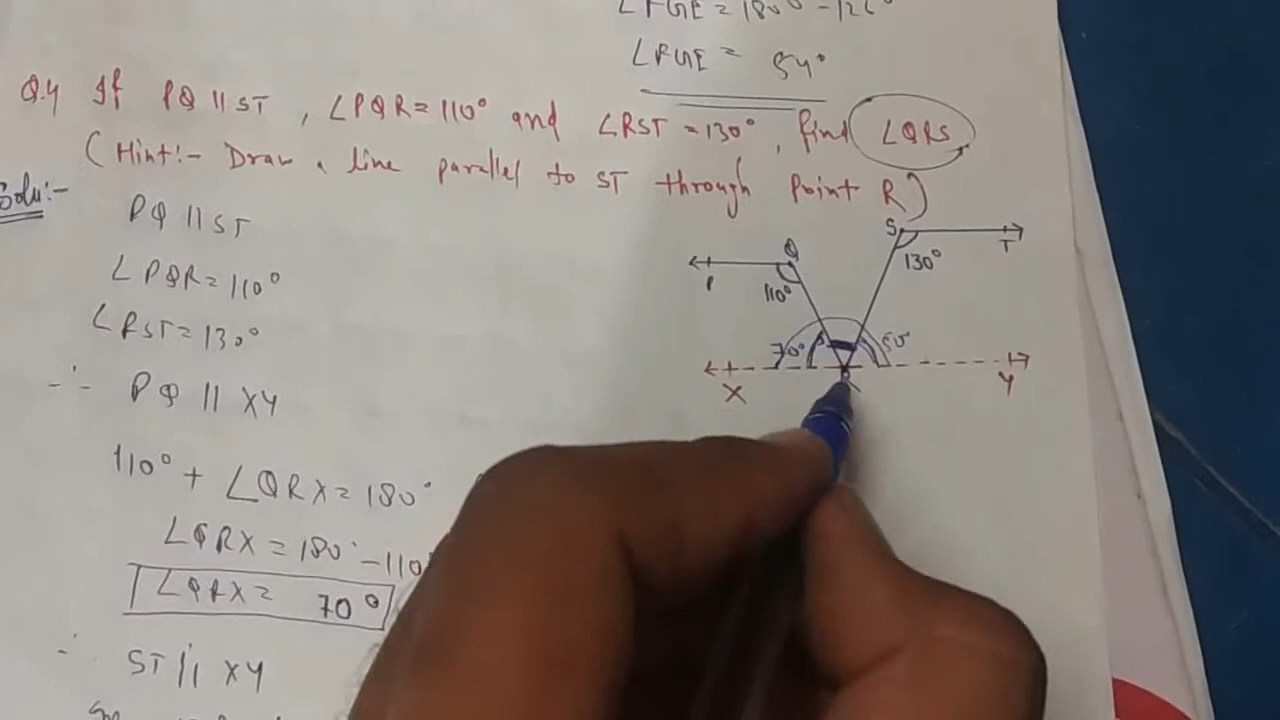 ∠FGE = 180° - 126°
∠FGE = 54°
Q.4 If PQ || ST , ∠PQR = 110° and ∠RST = 130° , find ∠QRS
(Hint:- Draw a line parallel to ST through point R)
Solu:-
PQ || ST
∠PQR = 110°
∠RST = 130°
∴ PQ || XY
110° + ∠QRX = 180°
∠QRX = 180° - 110
∠QRX = 70°
∴ ST || XY
S
T
130°
Q
P
110°
70°
50°
X
R
Y